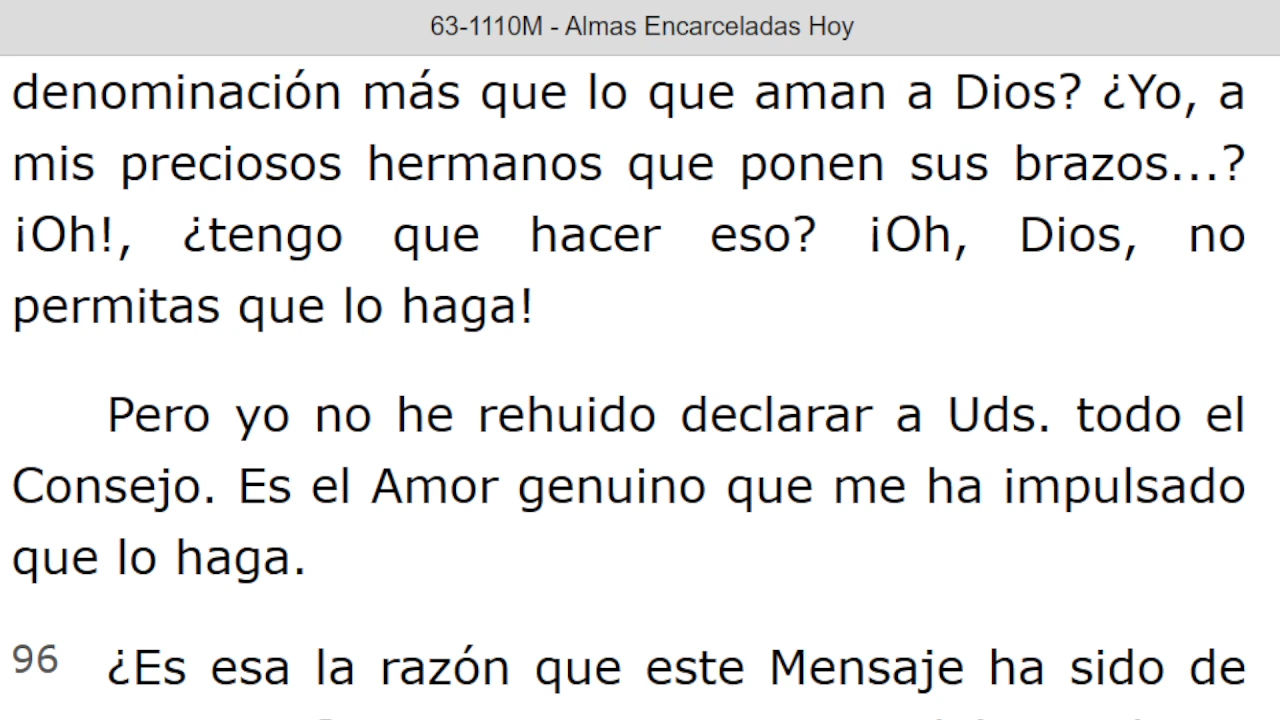 63-1110M - Almas Encarceladas Hoy
denominación más que lo que aman a Dios? ¿Yo, a
mis preciosos hermanos que ponen sus brazos...?
¡Oh!, ¿tengo que hacer eso? ¡Oh, Dios, no
permitas que lo haga!
Pero yo no he rehuido declarar a Uds. todo el
Consejo. Es el Amor genuino que me ha impulsado
que lo haga.
96 ¿Es esa la razón que este Mensaje ha sido de